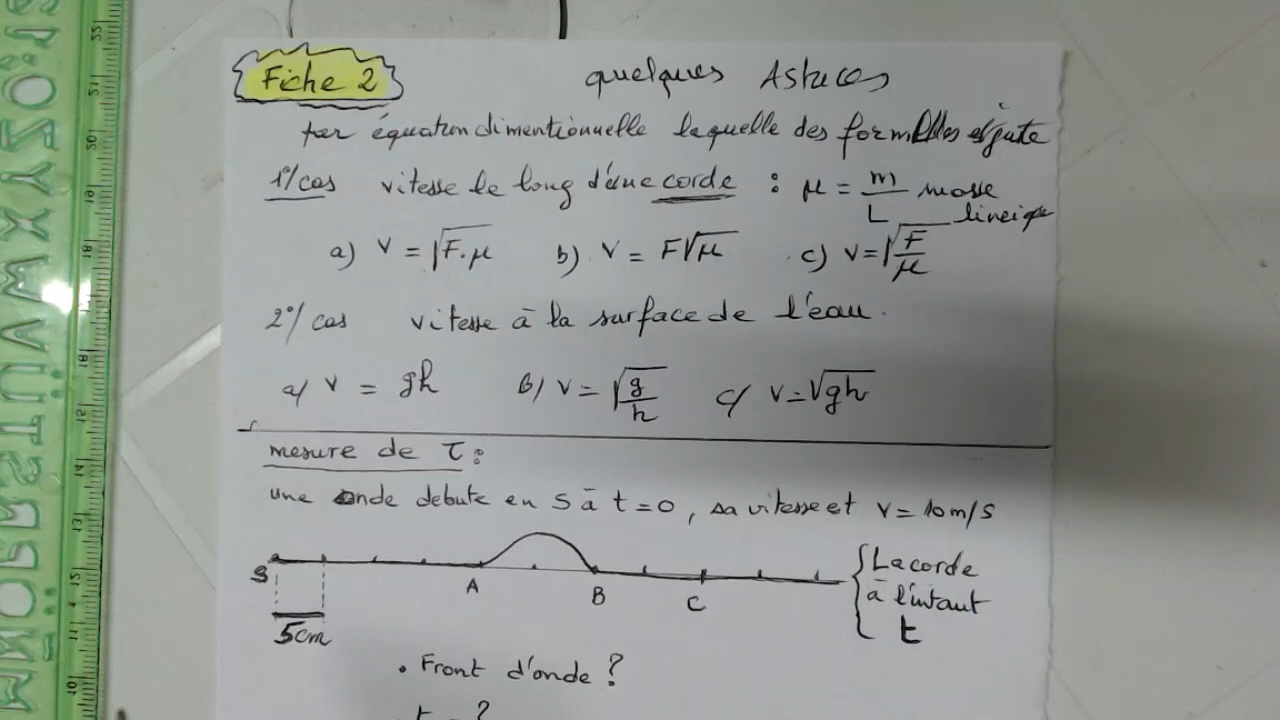 Fiche 2 quelques Astuces
par équation dimentionnelle laquelle des formules est juste
1°/ cas vitesse le long d'une corde : μ = m/L masse lineique
a) v = √F.μ b) v = F√μ c) v = √F/μ
2°/ cas vitesse à la surface de l'eau.
a/ v = gh b/ v = √g/h c/ v = √gh
mesure de τ :
une onde debute en S à t = 0, sa vitesse et v = 10 m/s
S A B C
La corde
à l'intant
t
5cm
• Front d'onde ?